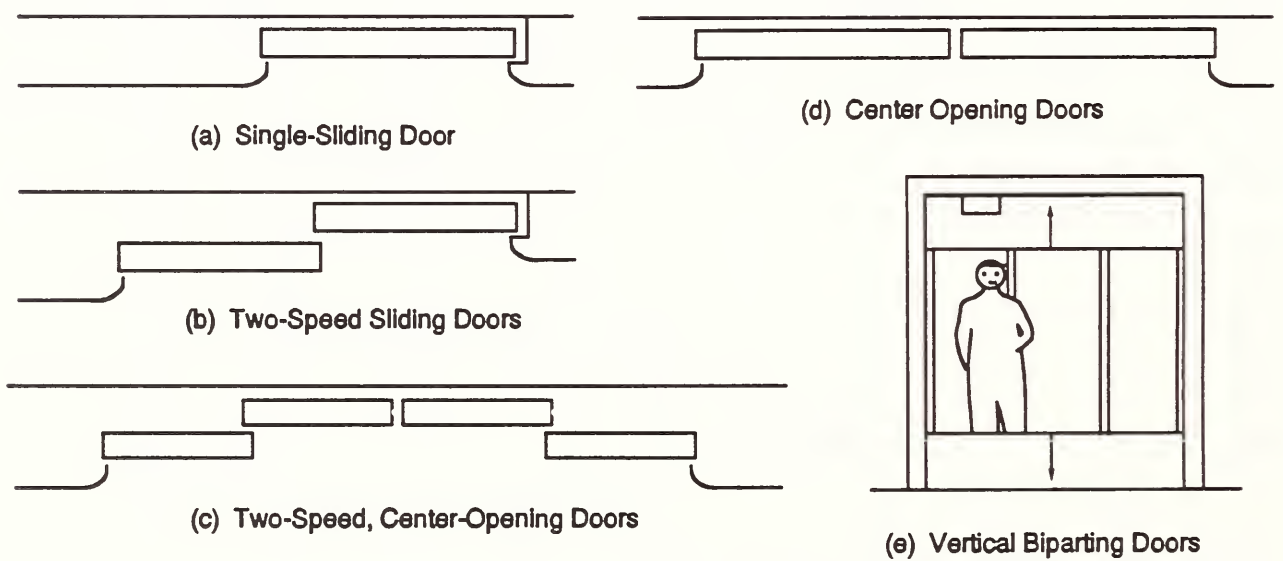 (a) Single-Sliding Door
(b) Two-Speed Sliding Doors
(c) Two-Speed, Center-Opening Doors
(d) Center Opening Doors
(e) Vertical Biparting Doors